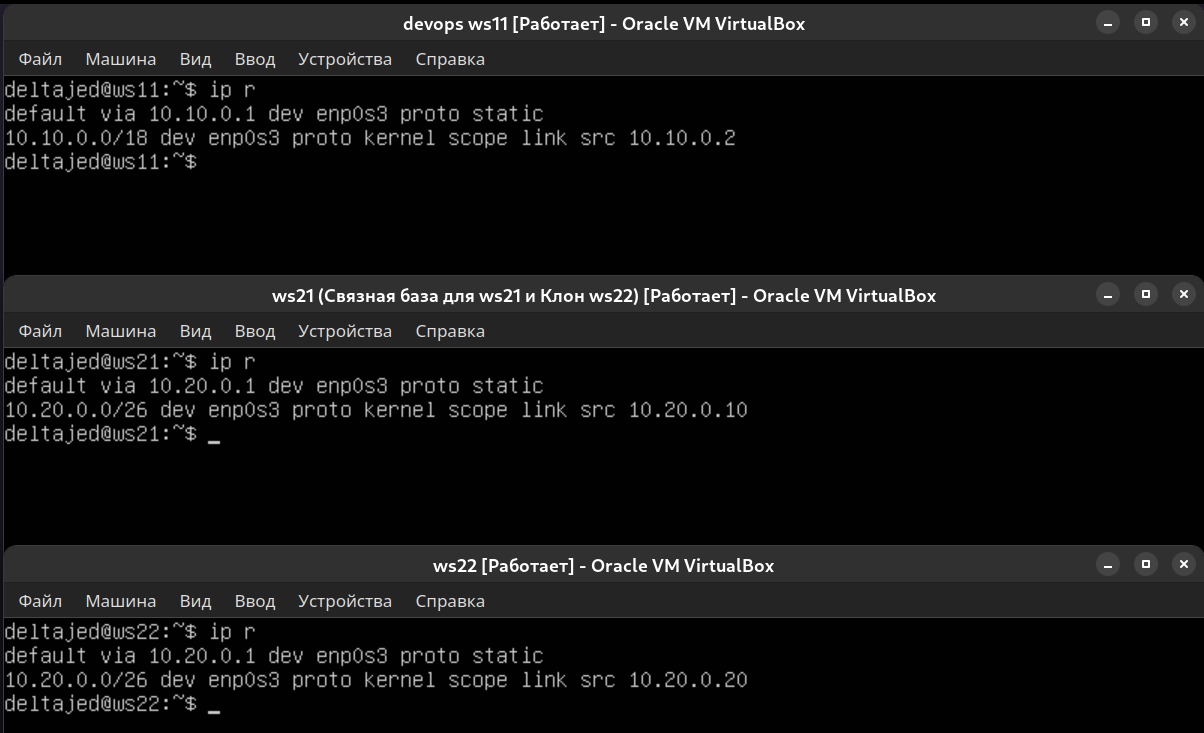 devops ws11 [Работает] - Oracle VM VirtualBox
Файл Машина Вид Ввод Устройства Справка
deltajed@ws11:~$ ip r
default via 10.10.0.1 dev enp0s3 proto static
10.10.0.0/18 dev enp0s3 proto kernel scope link src 10.10.0.2
deltajed@ws11:~$
ws21 (Связная база для ws21 и Клон ws22) [Работает] - Oracle VM VirtualBox
Файл Машина Вид Ввод Устройства Справка
deltajed@ws21:~$ ip r
default via 10.20.0.1 dev enp0s3 proto static
10.20.0.0/26 dev enp0s3 proto kernel scope link src 10.20.0.10
deltajed@ws21:~$ _
ws22 [Работает] - Oracle VM VirtualBox
Файл Машина Вид Ввод Устройства Справка
deltajed@ws22:~$ ip r
default via 10.20.0.1 dev enp0s3 proto static
10.20.0.0/26 dev enp0s3 proto kernel scope link src 10.20.0.20
deltajed@ws22:~$ _